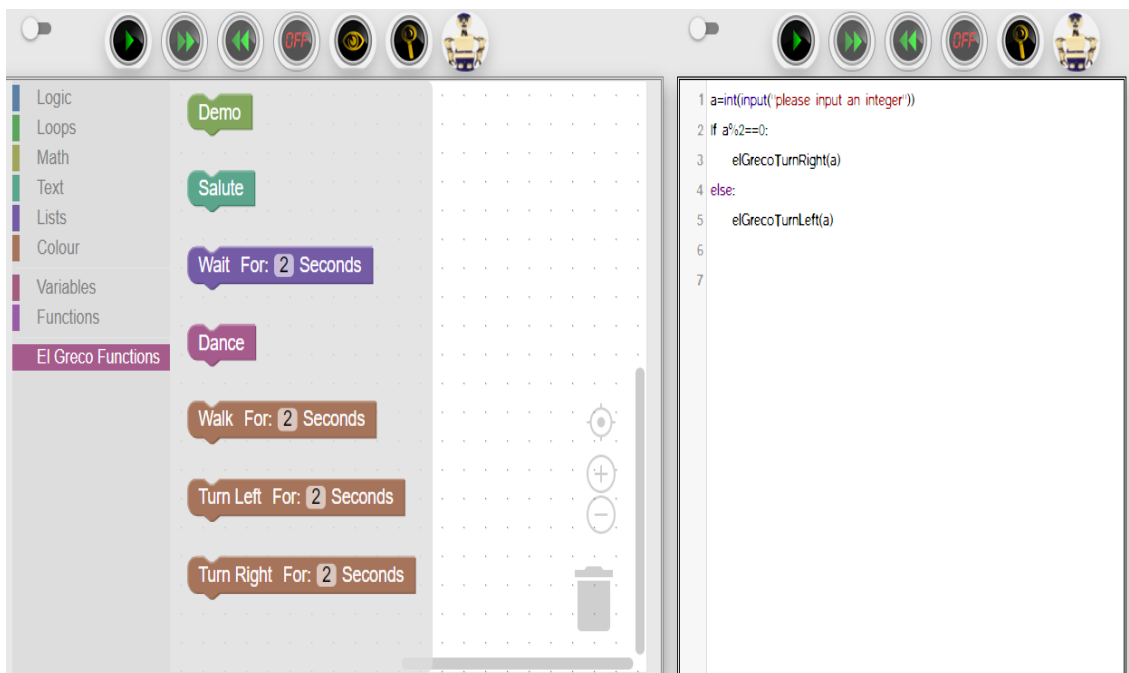 OFF
OFF
Logic
Loops
Math
Text
Lists
Colour
Variables
Functions
El Greco Functions
Demo
Salute
Wait For: 2 Seconds
Dance
Walk For: 2 Seconds
Turn Left For: 2 Seconds
Turn Right For: 2 Seconds
1 a=int(input("please input an integer"))
2 If a%2==0:
3 elGrecoTurnRight(a)
4 else:
5 elGrecoTurnLeft(a)
6
7